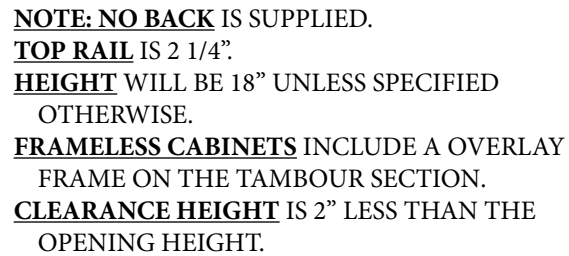 NOTE: NO BACK IS SUPPLIED.
TOP RAIL IS 2 1/4”.
HEIGHT WILL BE 18” UNLESS SPECIFIED
OTHERWISE.
FRAMELESS CABINETS INCLUDE A OVERLAY
FRAME ON THE TAMBOUR SECTION.
CLEARANCE HEIGHT IS 2” LESS THAN THE
OPENING HEIGHT.